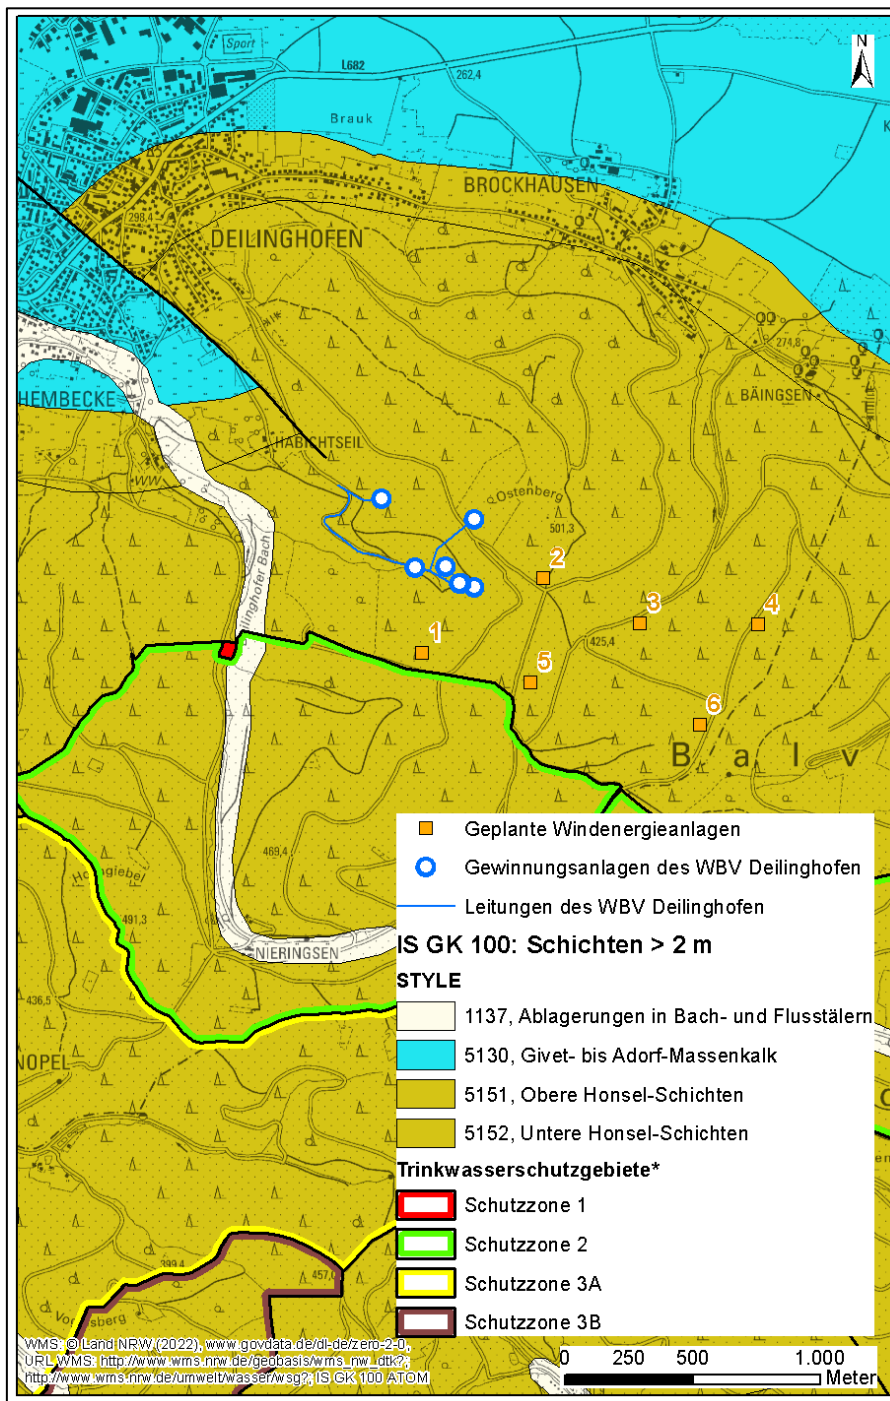 Sport
L682
262,4
N
Brauk
K
BROCKHAUSEN
298,4
DEILINGHOFEN
274,8
HEMBECKE
BÄINGSEN
HABICHTSEIL
WW
Ostenberg
501,3
Deilinghofer Bach
2
3
4
1
425,4
5
6
B a l v
469,4
491,3
NIERINGSEN
436,5
NOPEL
399,4
457,0
Geplante Windenergieanlagen
Gewinnungsanlagen des WBV Deilinghofen
Leitungen des WBV Deilinghofen
IS GK 100: Schichten > 2 m
STYLE
1137, Ablagerungen in Bach- und Flusstälern
5130, Givet- bis Adorf-Massenkalk
5151, Obere Honsel-Schichten
5152, Untere Honsel-Schichten
Trinkwasserschutzgebiete*
Schutzzone 1
Schutzzone 2
Schutzzone 3A
Schutzzone 3B
WMS: © Land NRW (2022), www.govdata.de/dl-de/zero-2-0,
URL WMS: http://www.wms.nrw.de/geobasis/wms_nw_dtk?;
http://www.wms.nrw.de/umwelt/wasser/wsg?; IS GK 100 ATOM
0 250 500 1.000
Meter